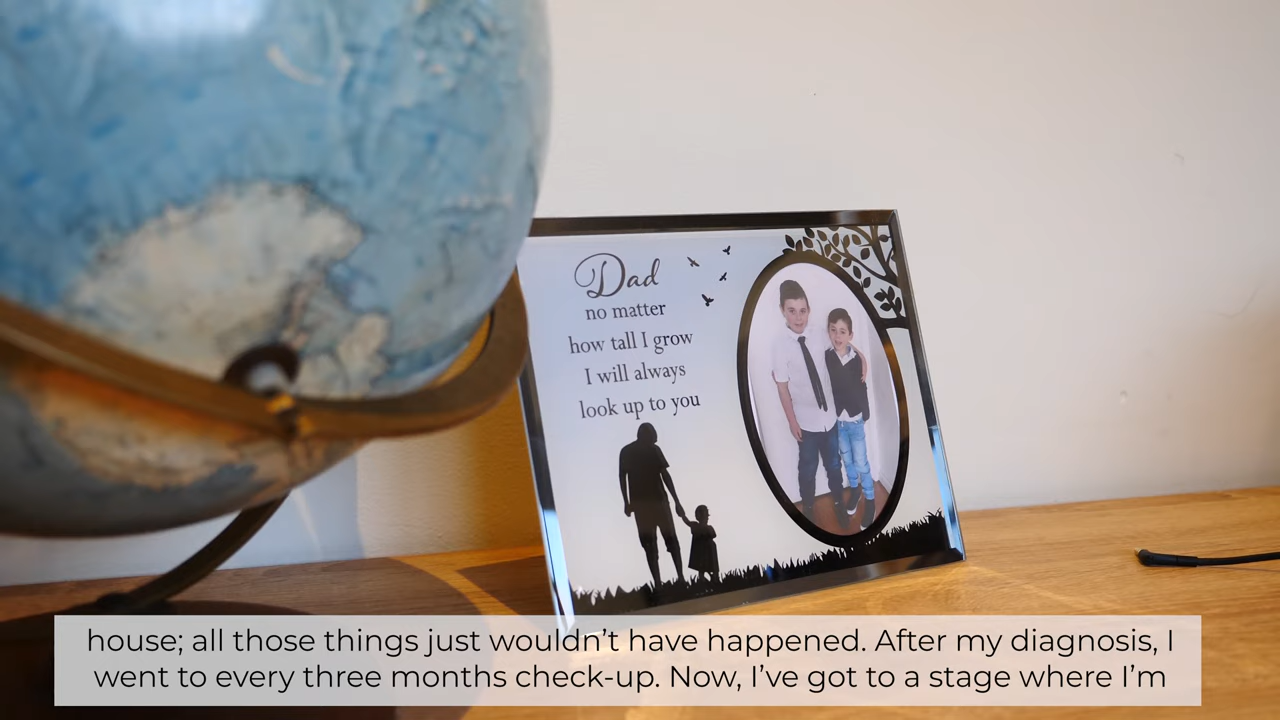 Dad
no matter
how tall I grow
I will always
look up to you
house; all those things just wouldn’t have happened. After my diagnosis, I
went to every three months check-up. Now, I’ve got to a stage where I’m